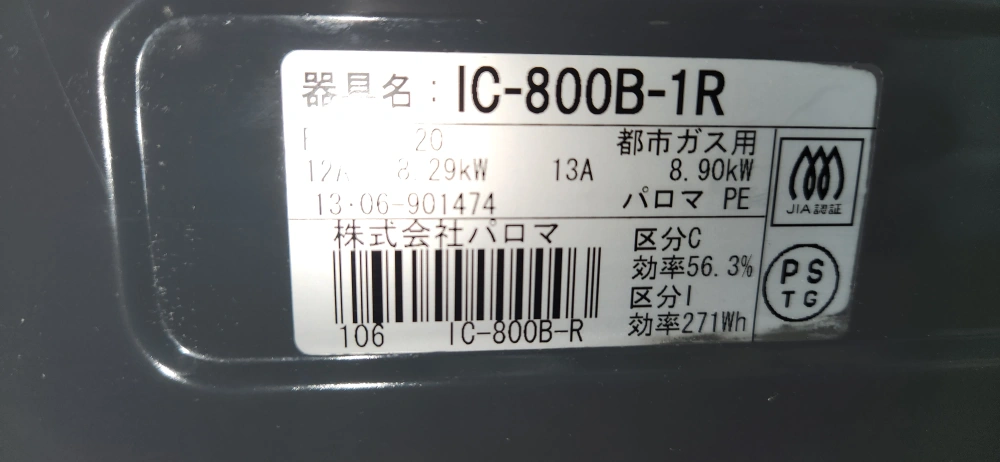 器具名：IC-800B-1R
20 都市ガス用
12A 8.29kW 13A 8.90kW
13・06-901474 パロマ PE
株式会社パロマ
区分C
効率56.3%
区分I
効率271Wh
106 IC-800B-R
JIA認証
PS
TG